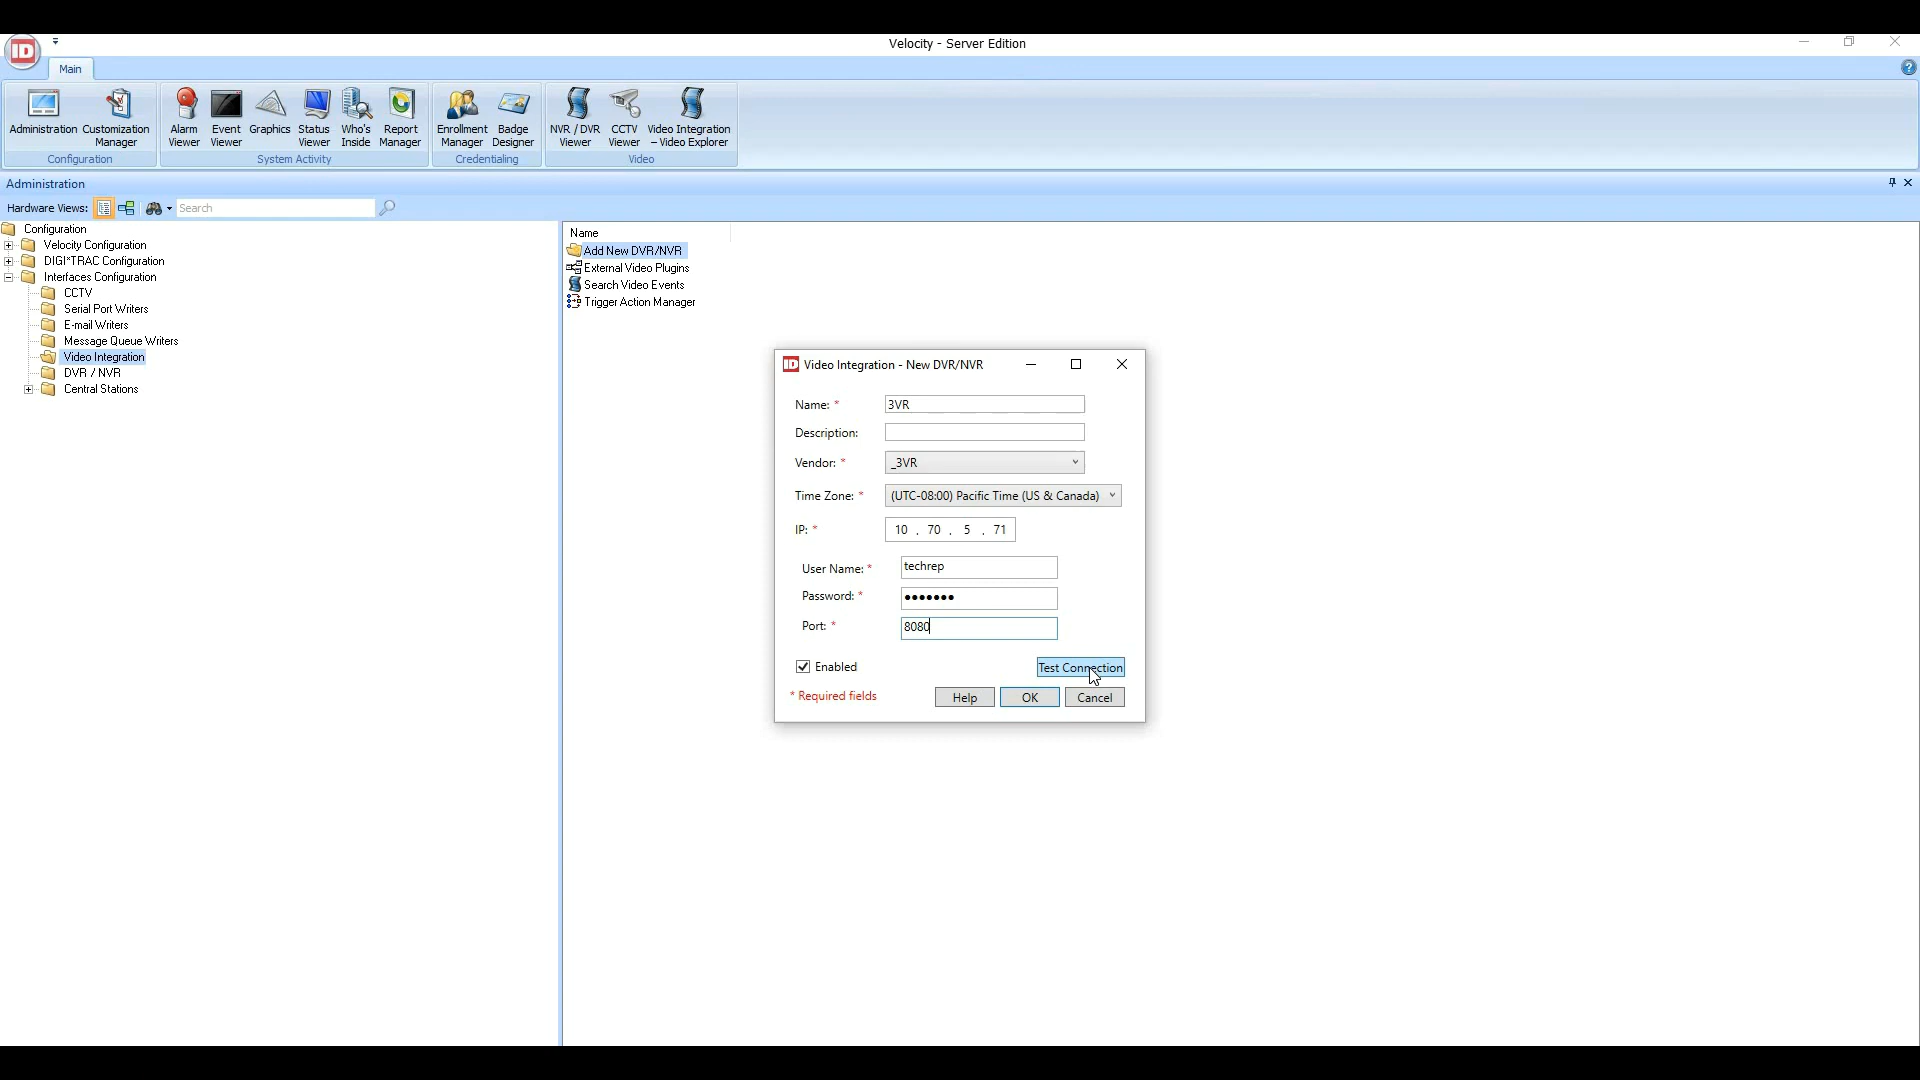 ID
Velocity - Server Edition
Main
Administration
Customization
Manager
Configuration
Alarm
Viewer
Event
Viewer
Graphics
Status
Viewer
Who's
Inside
Report
Manager
System Activity
Enrollment
Manager
Badge
Designer
Credentialing
NVR / DVR
Viewer
CCTV
Viewer
Video Integration
– Video Explorer
Video
Administration
Hardware Views:
Search
Configuration
Velocity Configuration
DIGI*TRAC Configuration
Interfaces Configuration
CCTV
Serial Port Writers
E-mail Writers
Message Queue Writers
Video Integration
DVR / NVR
Central Stations
Name
Add New DVR/NVR
External Video Plugins
Search Video Events
Trigger Action Manager
ID Video Integration - New DVR/NVR
Name: * 3VR
Description:
Vendor: * _3VR
Time Zone: * (UTC-08:00) Pacific Time (US & Canada)
IP: * 10 . 70 . 5 . 71
User Name: * techrep
Password: * •••••••
Port: * 8080
Enabled
Test Connection
* Required fields
Help
OK
Cancel